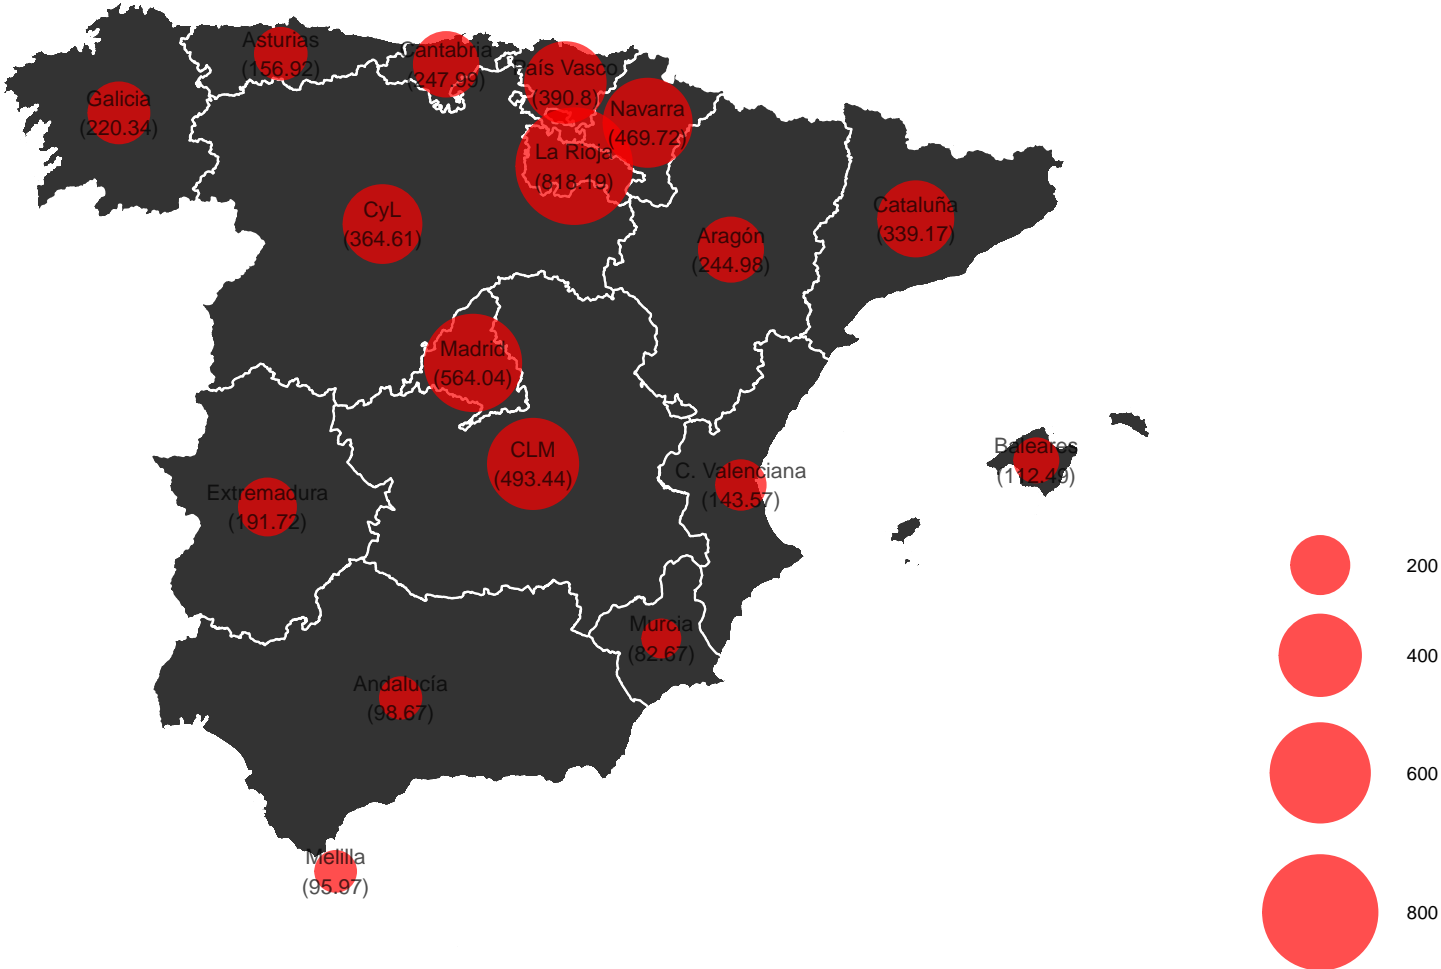 Asturias
(156.92)
Cantabria
(247.99)
País Vasco
(390.8)
Galicia
(220.34)
Navarra
(469.72)
La Rioja
(818.19)
CyL
(364.61)
Aragón
(244.98)
Cataluña
(339.17)
Madrid
(564.04)
CLM
(493.44)
C. Valenciana
(143.57)
Baleares
(112.49)
Extremadura
(191.72)
Murcia
(82.67)
Andalucía
(98.67)
Melilla
(95.97)
200
400
600
800